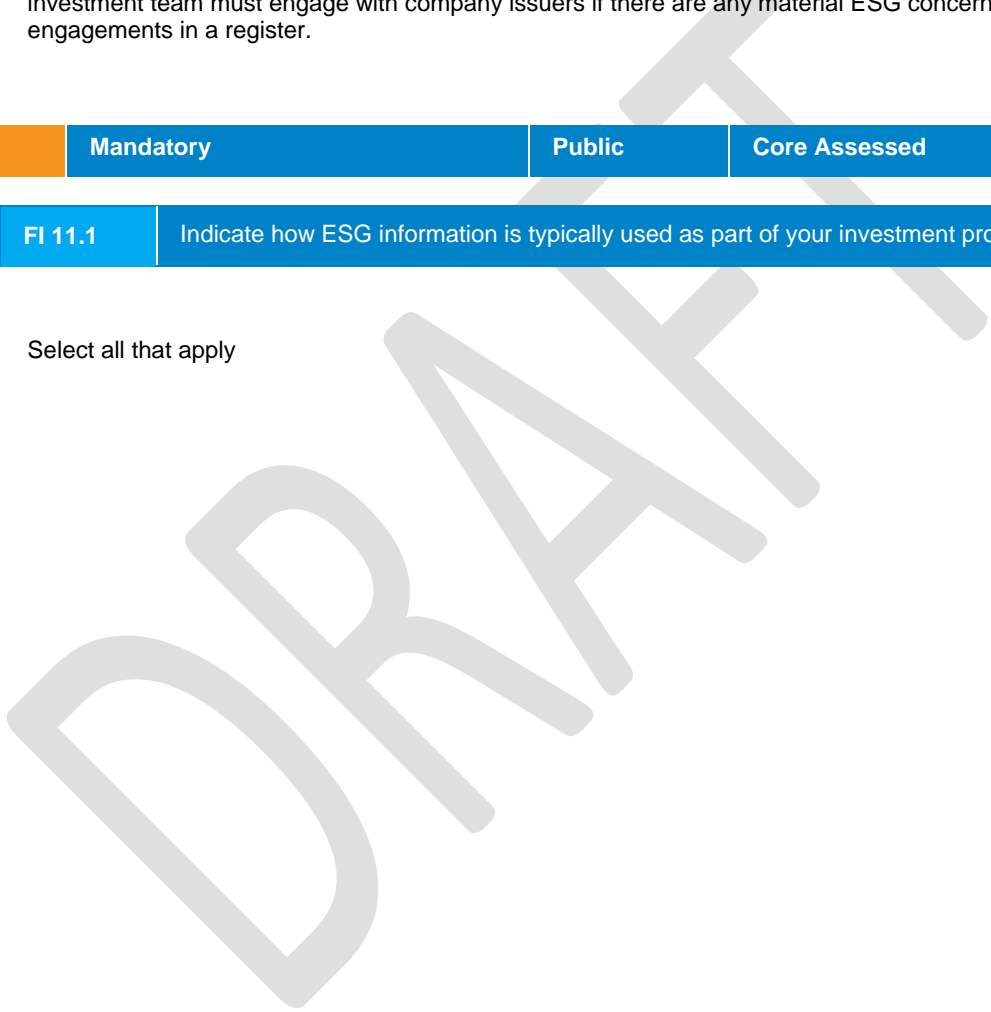 investment team must engage with company issuers if there are any material ESG concern
engagements in a register.
Mandatory Public Core Assessed
FI 11.1 Indicate how ESG information is typically used as part of your investment pro
Select all that apply
DRAFT